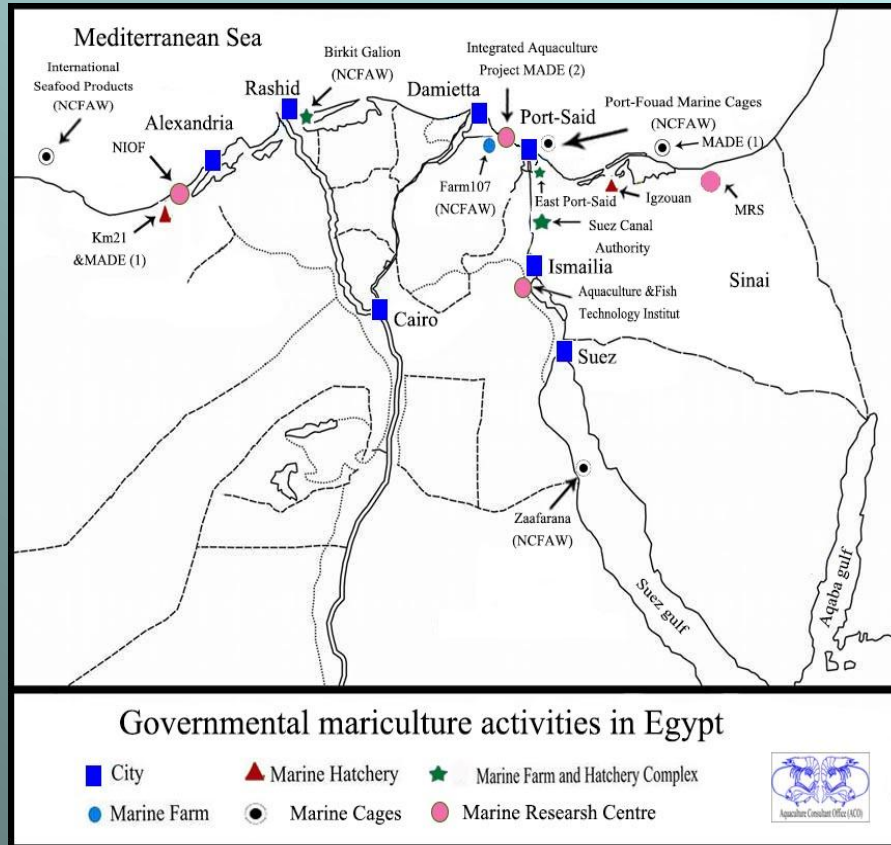 Mediterranean Sea
International
Seafood Products
(NCFAW)
Rashid
Birkit Galion
(NCFAW)
Damietta
Integrated Aquaculture
Project MADE (2)
Port-Said
Port-Fouad Marine Cages
(NCFAW)
MADE (1)
Alexandria
NIOF
Km21
&MADE (1)
Farm107
(NCFAW)
East Port-Said
Igzouan
MRS
Suez Canal
Authority
Ismailia
Sinai
Aquaculture &Fish
Technology Institut
Cairo
Suez
Zaafarana
(NCFAW)
Suez gulf
Aqaba gulf
Governmental mariculture activities in Egypt
City
Marine Hatchery
Marine Farm and Hatchery Complex
Marine Farm
Marine Cages
Marine Researsh Centre
Aquaculture Consultant Office (ACO)